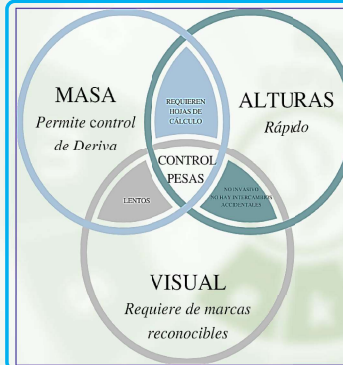 MASA
Permite control
de Deriva
REQUIEREN
HOJAS DE
CÁLCULO
ALTURAS
Rápido
CONTROL
PESAS
LENTOS
NO INVASIVO
NO HAY INTERCAMBIOS
ACCIDENTALES
VISUAL
Requiere de marcas
reconocibles